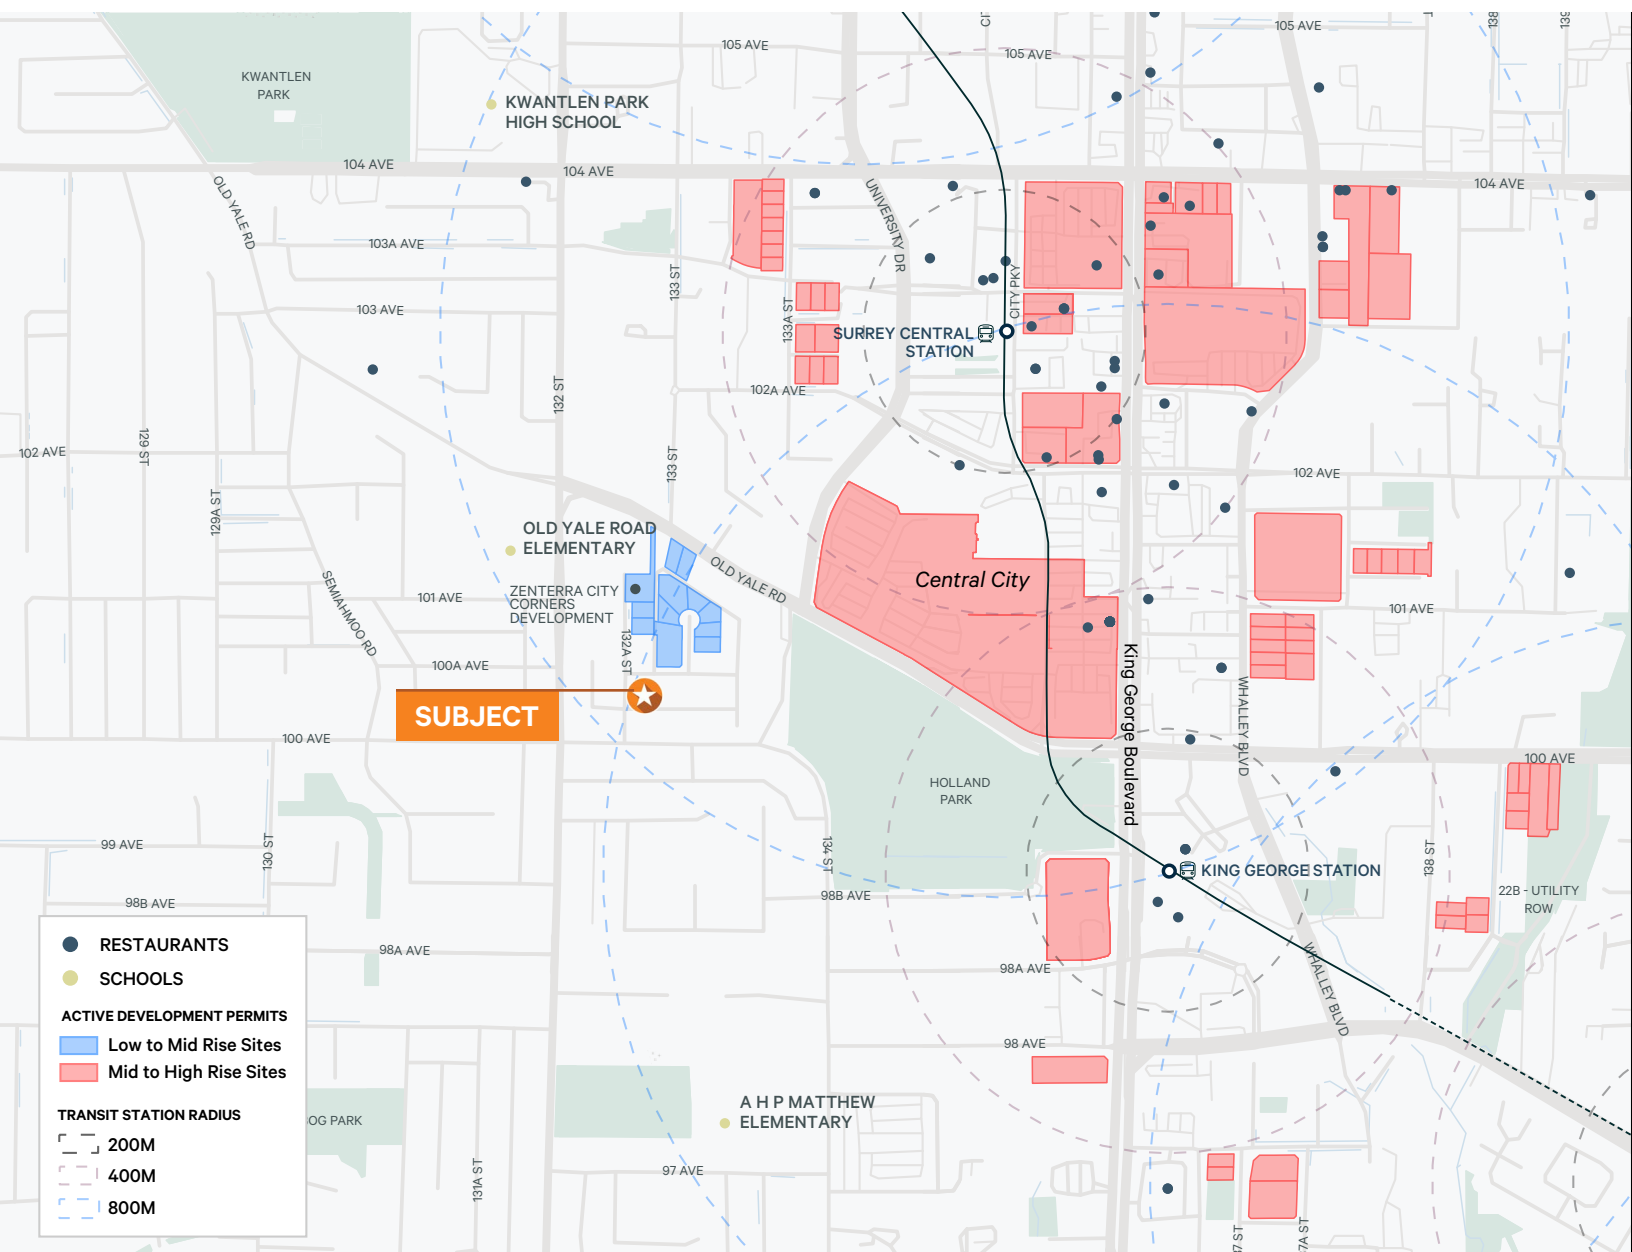 105 AVE
105 AVE
105 AVE
KWANTLEN
PARK
KWANTLEN PARK
HIGH SCHOOL
104 AVE
104 AVE
104 AVE
OLD YALE RD
UNIVERSITY DR
103A AVE
133 ST
103 AVE
133A ST
CITY PKY
SURREY CENTRAL
STATION
102A AVE
132 ST
129 ST
102 AVE
133 ST
102 AVE
129A ST
OLD YALE ROAD
ELEMENTARY
OLD YALE RD
Central City
ZENTERRA CITY
CORNERS
DEVELOPMENT
SEMIAHMOO RD
101 AVE
101 AVE
132A ST
100A AVE
King George Boulevard
WHALLEY BLVD
SUBJECT
100 AVE
100 AVE
HOLLAND
PARK
99 AVE
130 ST
134 ST
138 ST
KING GEORGE STATION
98B AVE
98B AVE
22B - UTILITY
ROW
98A AVE
98A AVE
WHALLEY BLVD
98 AVE
RESTAURANTS
SCHOOLS
ACTIVE DEVELOPMENT PERMITS
Low to Mid Rise Sites
Mid to High Rise Sites
TRANSIT STATION RADIUS
200M
400M
800M
OG PARK
A H P MATTHEW
ELEMENTARY
97 AVE
131A ST
7 ST
7A ST